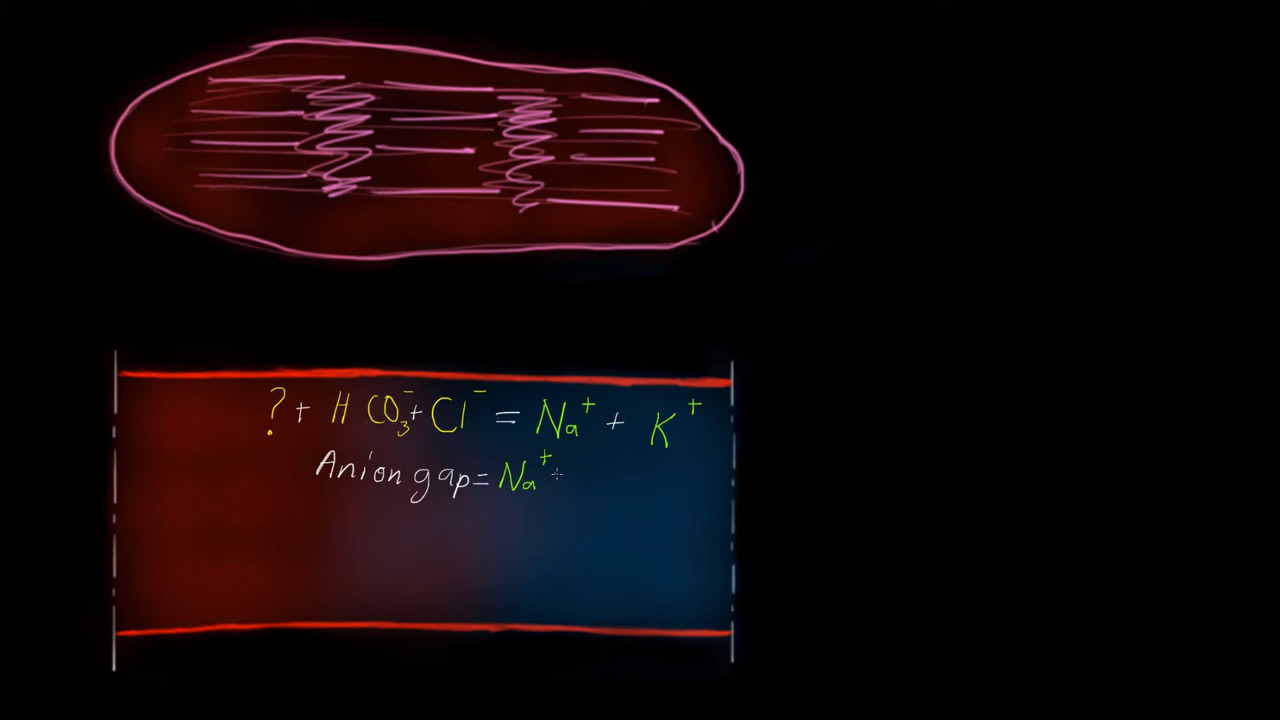 ? + HCO₃⁻ + Cl⁻ = Na⁺ + K⁺
Anion gap = Na⁺